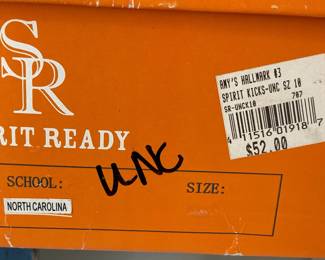 SR
RIT READY
SCHOOL:
UNC
SIZE:
NORTH CAROLINA
AMY'S HALLMARK #3
SPIRIT KICKS-UNC SZ 10
SR-UNCK10 787
4 11516 01918 7
$52.00